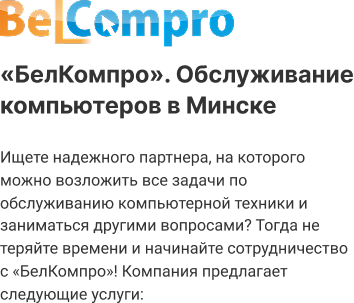 BelCompro
«БелКомпро». Обслуживание
компьютеров в Минске
Ищете надежного партнера, на которого
можно возложить все задачи по
обслуживанию компьютерной техники и
заниматься другими вопросами? Тогда не
теряйте времени и начинайте сотрудничество
с «БелКомпро»! Компания предлагает
следующие услуги: